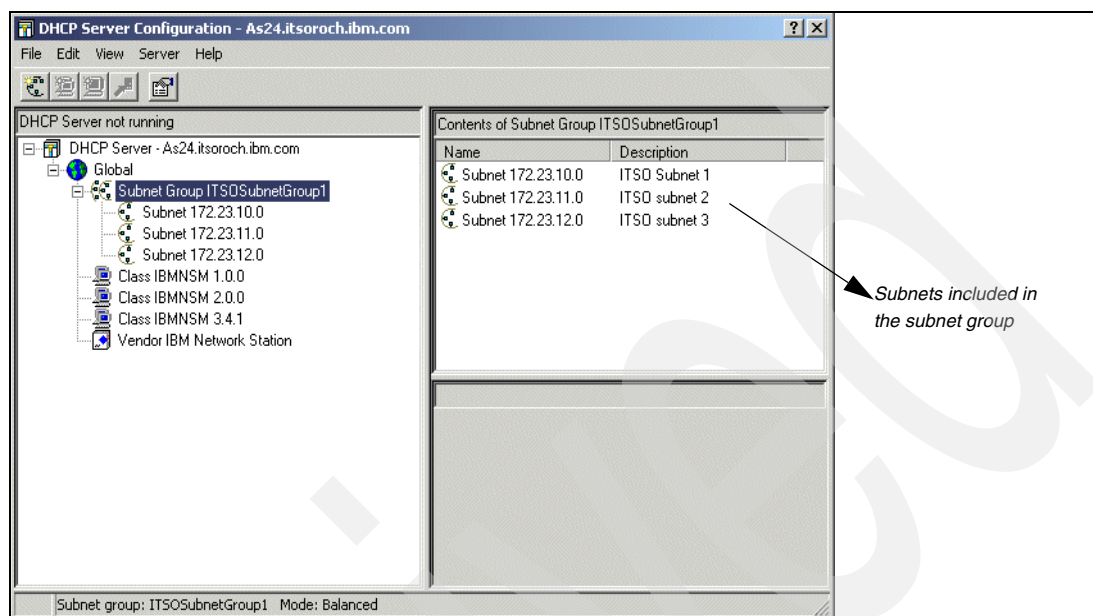 DHCP Server Configuration - As24.itsoroch.ibm.com
File Edit View Server Help
DHCP Server not running
DHCP Server - As24.itsoroch.ibm.com
Global
Subnet Group ITSOSubnetGroup1
Subnet 172.23.10.0
Subnet 172.23.11.0
Subnet 172.23.12.0
Class IBMNSM 1.0.0
Class IBMNSM 2.0.0
Class IBMNSM 3.4.1
Vendor IBM Network Station
Contents of Subnet Group ITSOSubnetGroup1
Name Description
Subnet 172.23.10.0 ITSO Subnet 1
Subnet 172.23.11.0 ITSO subnet 2
Subnet 172.23.12.0 ITSO subnet 3
Subnets included in
the subnet group
Subnet group: ITSOSubnetGroup1 Mode: Balanced